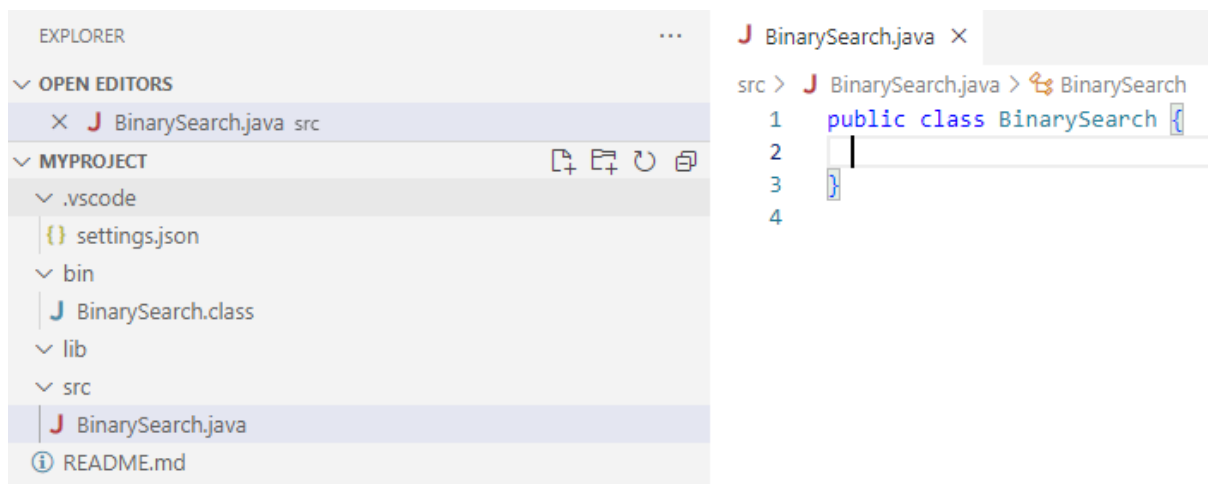 EXPLORER ...
OPEN EDITORS
J BinarySearch.java src
MYPROJECT
.vscode
{} settings.json
bin
J BinarySearch.class
lib
src
J BinarySearch.java
README.md
J BinarySearch.java
src > J BinarySearch.java > BinarySearch
1 public class BinarySearch {
2
3 }
4